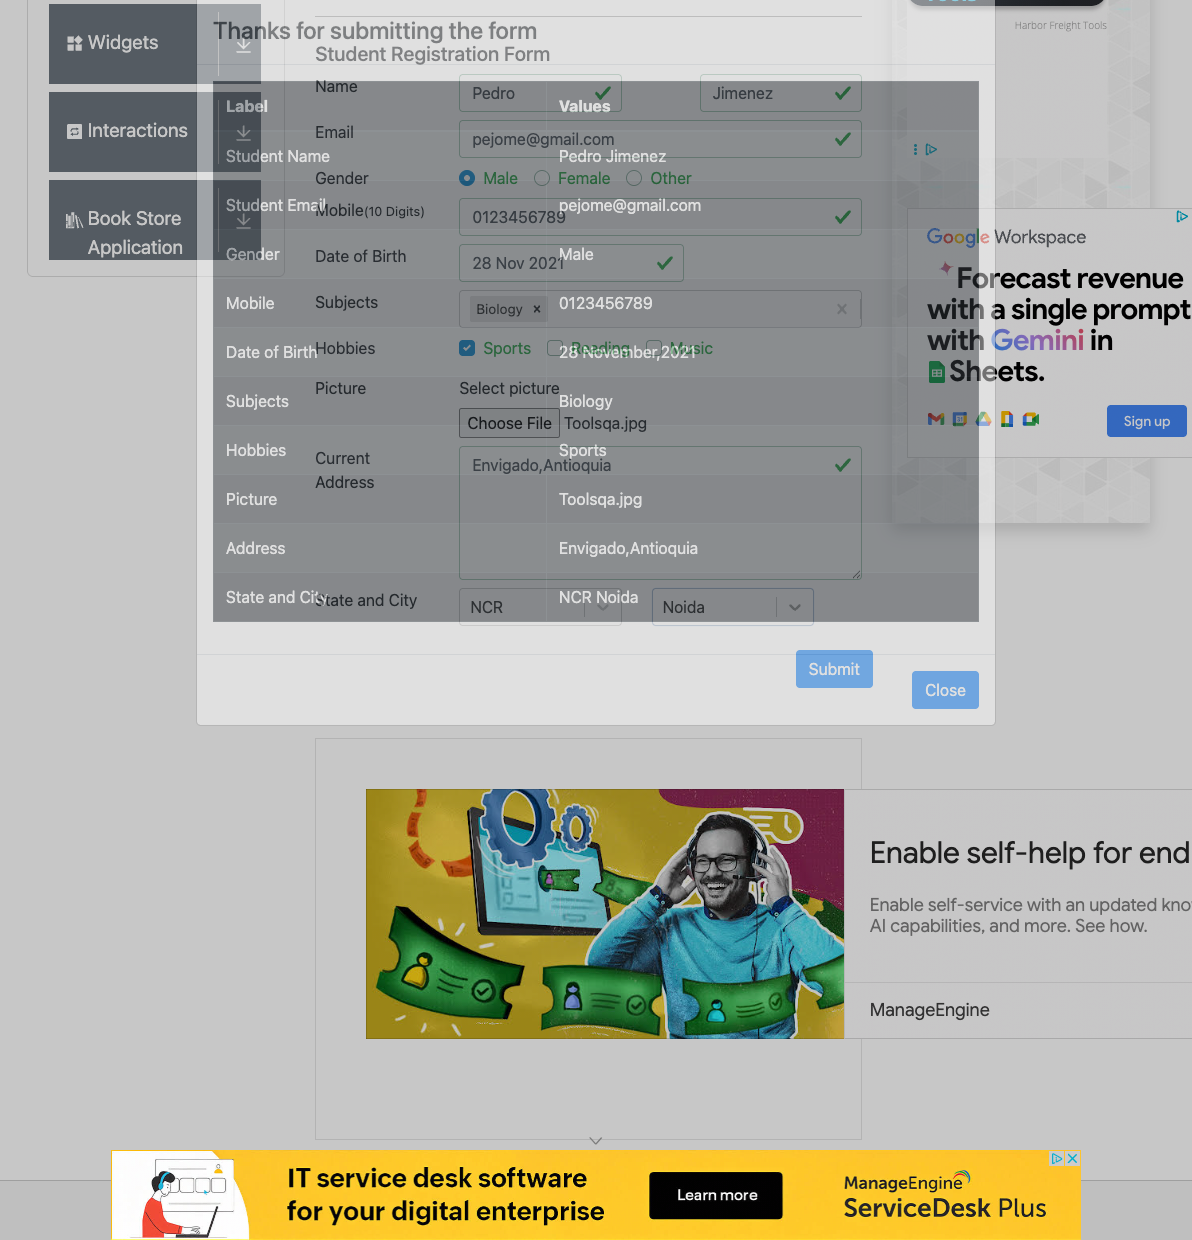 Tools
Harbor Freight Tools
Widgets
Interactions
Book Store
Application
Thanks for submitting the form
Student Registration Form
Name
Pedro
Jimenez
Email
pejome@gmail.com
Gender
Male
Female
Other
Mobile(10 Digits)
0123456789
Date of Birth
28 Nov 2021
Subjects
Biology ×
Hobbies
Sports
Reading
Music
Picture
Select picture
Choose File Toolsqa.jpg
Current
Address
Envigado,Antioquia
State and City
NCR
Noida
Submit
Label Values
Student Name Pedro Jimenez
Student Email pejome@gmail.com
Gender Male
Mobile 0123456789
Date of Birth 28 November,2021
Subjects Biology
Hobbies Sports
Picture Toolsqa.jpg
Address Envigado,Antioquia
State and City NCR Noida
Close
Google Workspace
Forecast revenue
with a single prompt
with Gemini in
Sheets.
Sign up
Enable self-help for end
Enable self-service with an updated kno
AI capabilities, and more. See how.
ManageEngine
IT service desk software
for your digital enterprise
Learn more
ManageEngine
ServiceDesk Plus